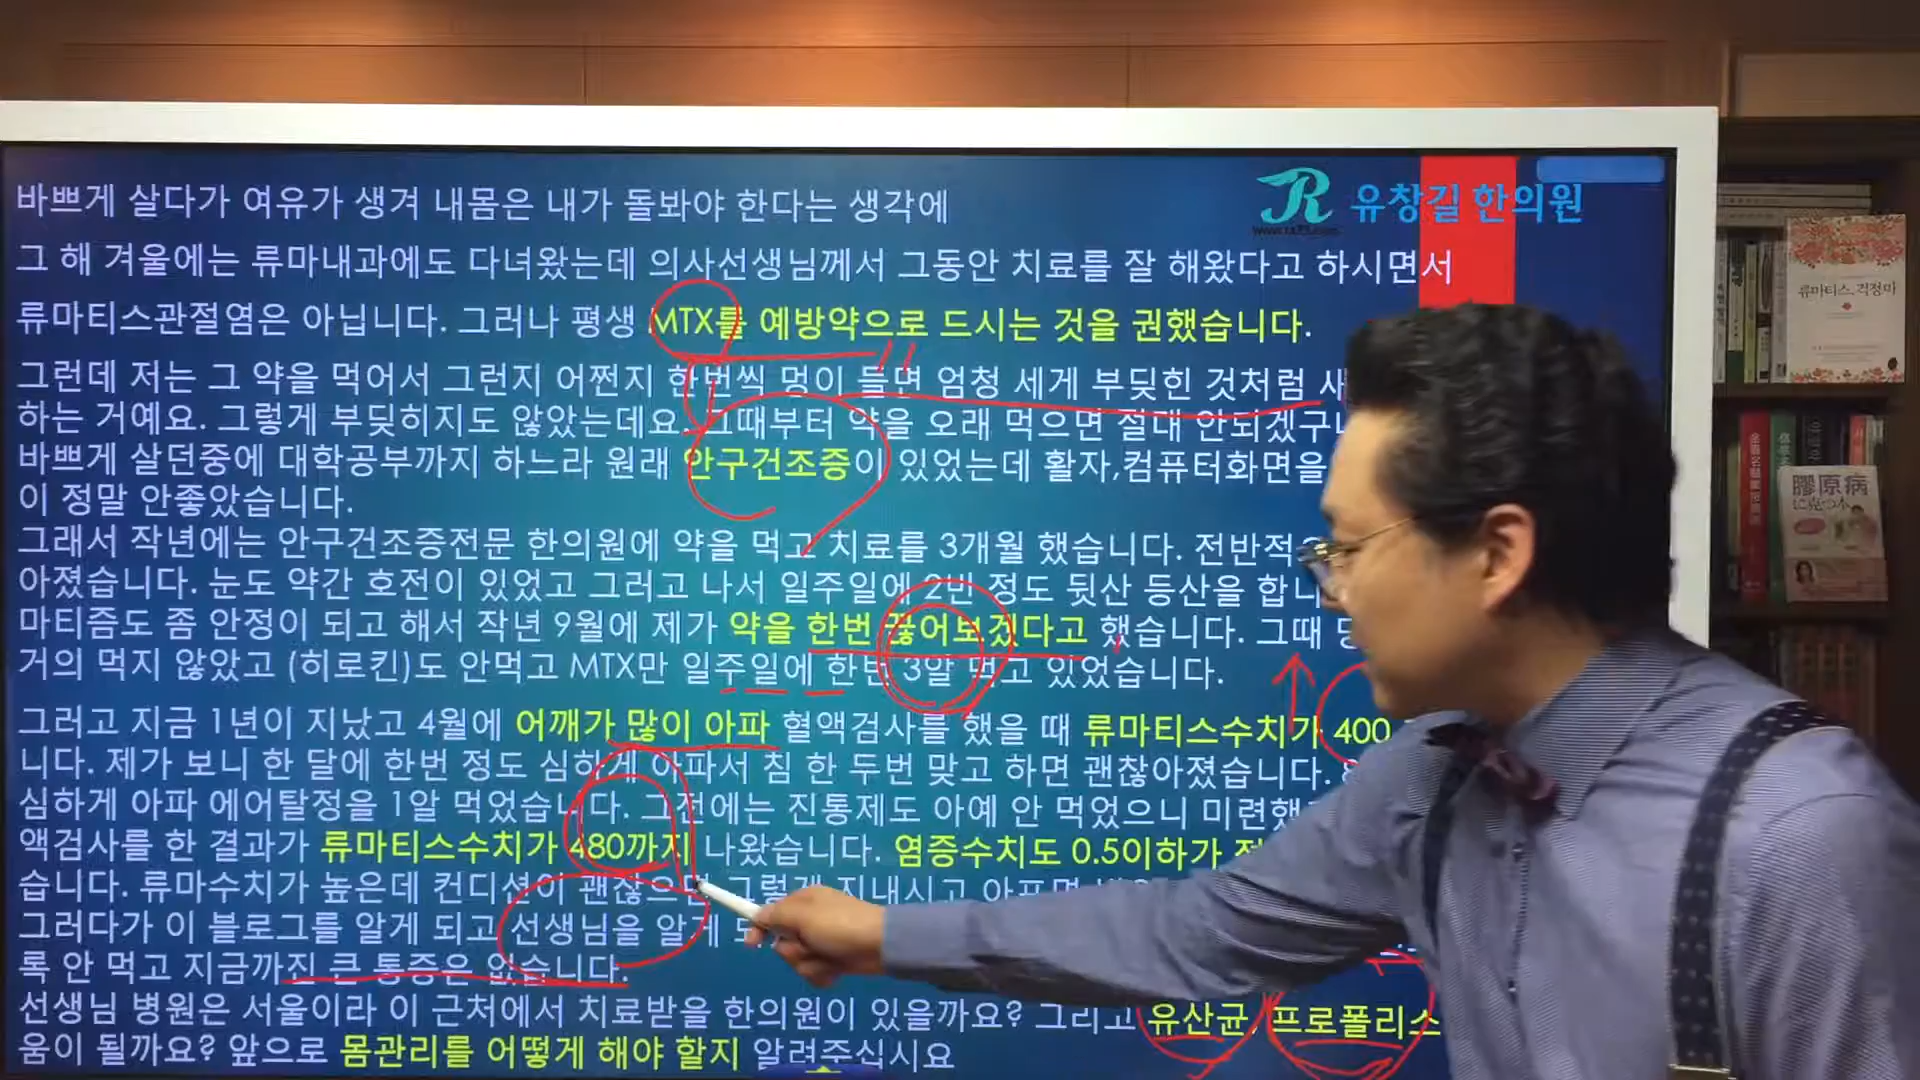 바쁘게 살다가 여유가 생겨 내몸은 내가 돌봐야 한다는 생각에
유창길 한의원
그 해 겨울에는 류마내과에도 다녀왔는데 의사선생님께서 그동안 치료를 잘 해왔다고 하시면서
류마티스관절염은 아닙니다. 그러나 평생 MTX를 예방약으로 드시는 것을 권했습니다.
그런데 저는 그 약을 먹어서 그런지 어쩐지 한번씩 멍이 들면 엄청 세게 부딪힌 것처럼
하는 거예요. 그렇게 부딪히지도 않았는데요. 그때부터 약을 오래 먹으면 절대 안되겠구
바쁘게 살던중에 대학공부까지 하느라 원래 안구건조증이 있었는데 활자,컴퓨터화면을
이 정말 안좋았습니다.
그래서 작년에는 안구건조증전문 한의원에 약을 먹고 치료를 3개월 했습니다. 전반적
아졌습니다. 눈도 약간 호전이 있었고 그러고 나서 일주일에 2번 정도 뒷산 등산을 합니
마티즘도 좀 안정이 되고 해서 작년 9월에 제가 약을 한번 끊어보겠다고 했습니다. 그때
거의 먹지 않았고 (히로킨)도 안먹고 MTX만 일주일에 한번 3알 먹고 있었습니다.
그러고 지금 1년이 지났고 4월에 어깨가 많이 아파 혈액검사를 했을 때 류마티스수치가 400
니다. 제가 보니 한 달에 한번 정도 심하게 아파서 침 한 두번 맞고 하면 괜찮아졌습니다.
심하게 아파 에어탈정을 1알 먹었습니다. 그전에는 진통제도 아예 안 먹었으니 미련했
액검사를 한 결과가 류마티스수치가 480까지 나왔습니다. 염증수치도 0.5이하가
습니다. 류마수치가 높은데 컨디션이 괜찮으면 그렇게 지내시고 아프면
그러다가 이 블로그를 알게 되고 선생님을 알게
록 안 먹고 지금까진 큰 통증은 없습니다.
선생님 병원은 서울이라 이 근처에서 치료받을 한의원이 있을까요? 그리고 유산균, 프로폴리스
움이 될까요? 앞으로 몸관리를 어떻게 해야 할지 알려주십시요
류마티스, 걱정마
膠原病